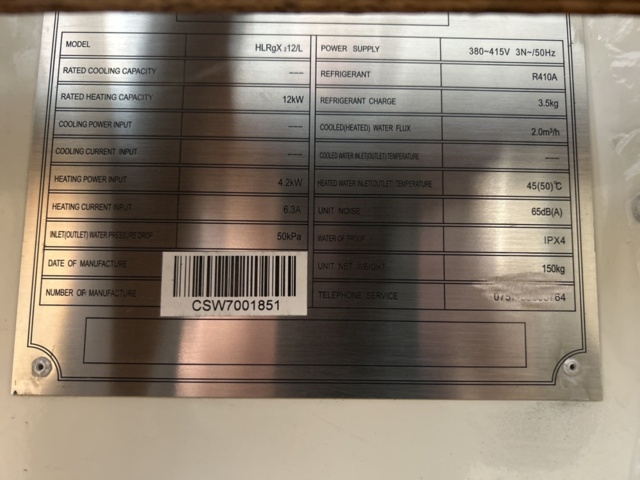 MODEL HLRgX J12/L POWER SUPPLY 380~415V 3N~/50Hz
RATED COOLING CAPACITY ---- REFRIGERANT R410A
RATED HEATING CAPACITY 12kW REFRIGERANT CHARGE 3.5kg
COOLING POWER INPUT ---- COOLED(HEATED) WATER FLUX 2.0m³/h
COOLING CURRENT INPUT ---- COOLED WATER INLET(OUTLET) TEMPERATURE ----
HEATING POWER INPUT 4.2kW HEATED WATER INLET(OUTLET) TEMPERATURE 45(50)℃
HEATING CURRENT INPUT 6.3A UNIT NOISE 65dB(A)
INLET(OUTLET) WATER PRESSURE DROP 50kPa WATER OF PROOF IPX4
DATE OF MANUFACTURE UNIT NET WEIGHT 150kg
NUMBER OF MANUFACTURE CSW7001851 TELEPHONE SERVICE